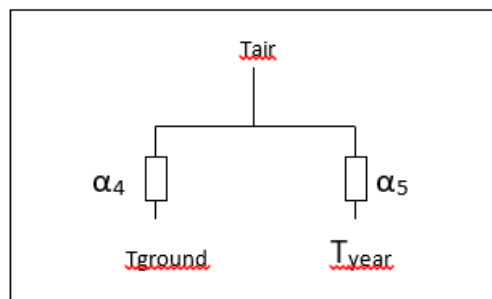 Tair
α₄ α₅
Tground Tyear